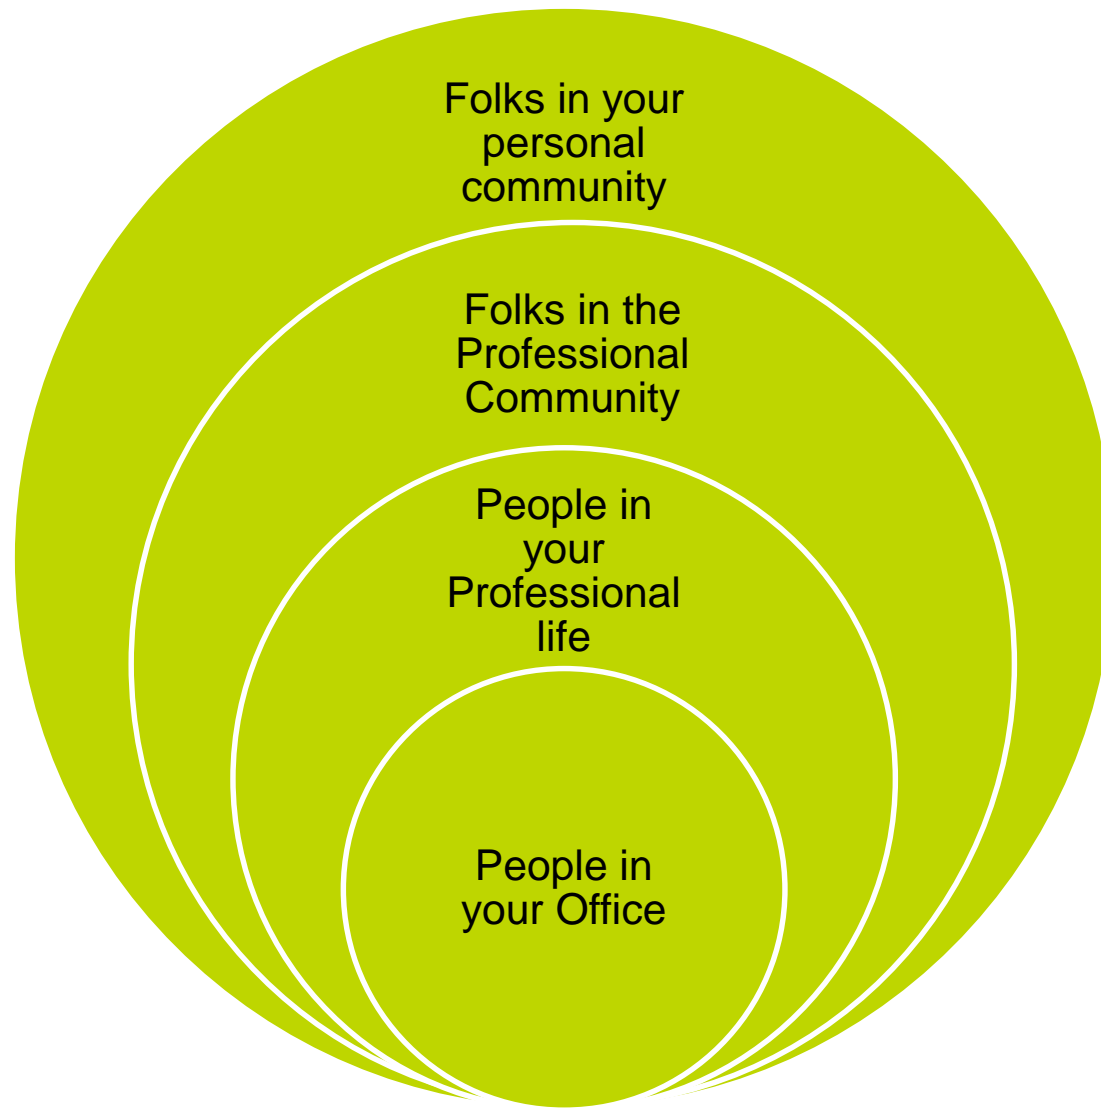 Folks in your
personal
community
Folks in the
Professional
Community
People in
your
Professional
life
People in
your Office